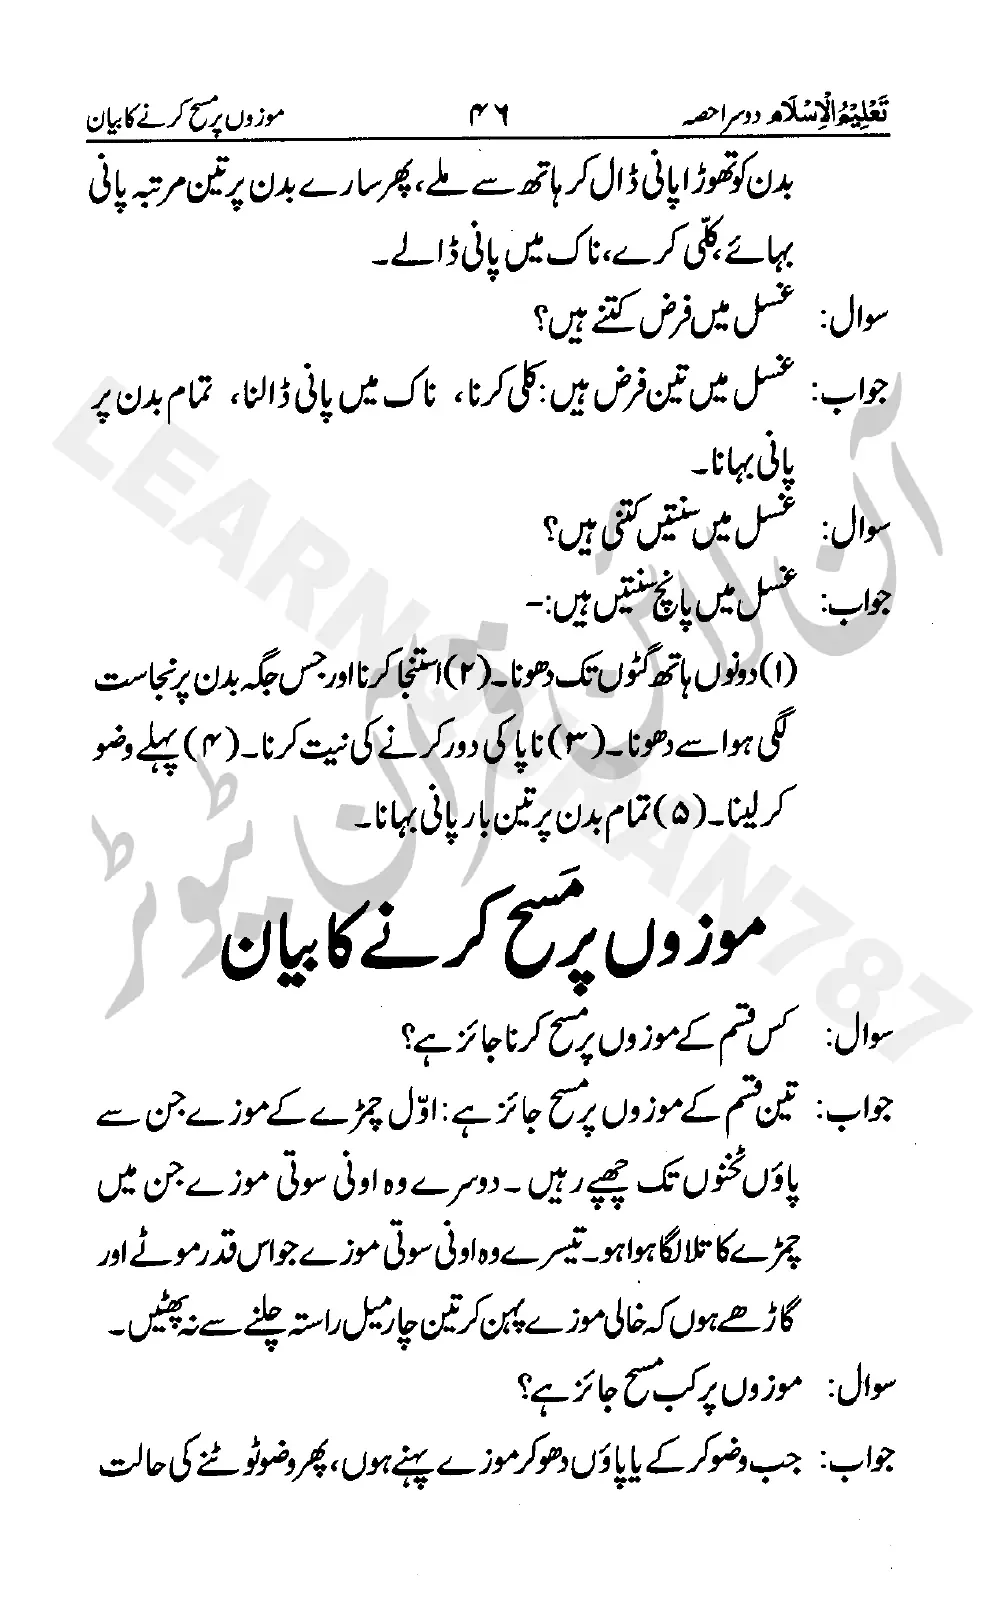 تَعْلِیْمُ الْاِسْلَام دوسرا حصہ ۴۶ موزوں پر مسح کرنے کا بیان
بدن کو تھوڑا پانی ڈال کر ہاتھ سے ملے، پھر سارے بدن پر تین مرتبہ پانی
بہائے، کلّی کرے، ناک میں پانی ڈالے۔
سوال: غسل میں فرض کتنے ہیں؟
جواب: غسل میں تین فرض ہیں: کلی کرنا، ناک میں پانی ڈالنا، تمام بدن پر
پانی بہانا۔
سوال: غسل میں سنتیں کتنی ہیں؟
جواب: غسل میں پانچ سنتیں ہیں:-
(۱) دونوں ہاتھ گٹوں تک دھونا۔ (۲) استنجا کرنا اور جس جگہ بدن پر نجاست
لگی ہو اسے دھونا۔ (۳) ناپاکی دور کرنے کی نیت کرنا۔ (۴) پہلے وضو
کر لینا۔ (۵) تمام بدن پر تین بار پانی بہانا۔
موزوں پر مَسح کرنے کا بیان
سوال: کس قسم کے موزوں پر مسح کرنا جائز ہے؟
جواب: تین قسم کے موزوں پر مسح جائز ہے: اوّل چمڑے کے موزے جن سے
پاؤں ٹخنوں تک چھپے رہیں ۔ دوسرے وہ اونی سوتی موزے جن میں
چمڑے کا تلا لگا ہوا ہو۔ تیسرے وہ اونی سوتی موزے جو اس قدر موٹے اور
گاڑھے ہوں کہ خالی موزے پہن کر تین چار میل راستہ چلنے سے نہ پھٹیں۔
سوال: موزوں پر کب مسح جائز ہے؟
جواب: جب وضو کر کے یا پاؤں دھو کر موزے پہنے ہوں، پھر وضو ٹوٹنے کی حالت
آن لائن قرآن ٹیوٹر
LEARNQURAN787